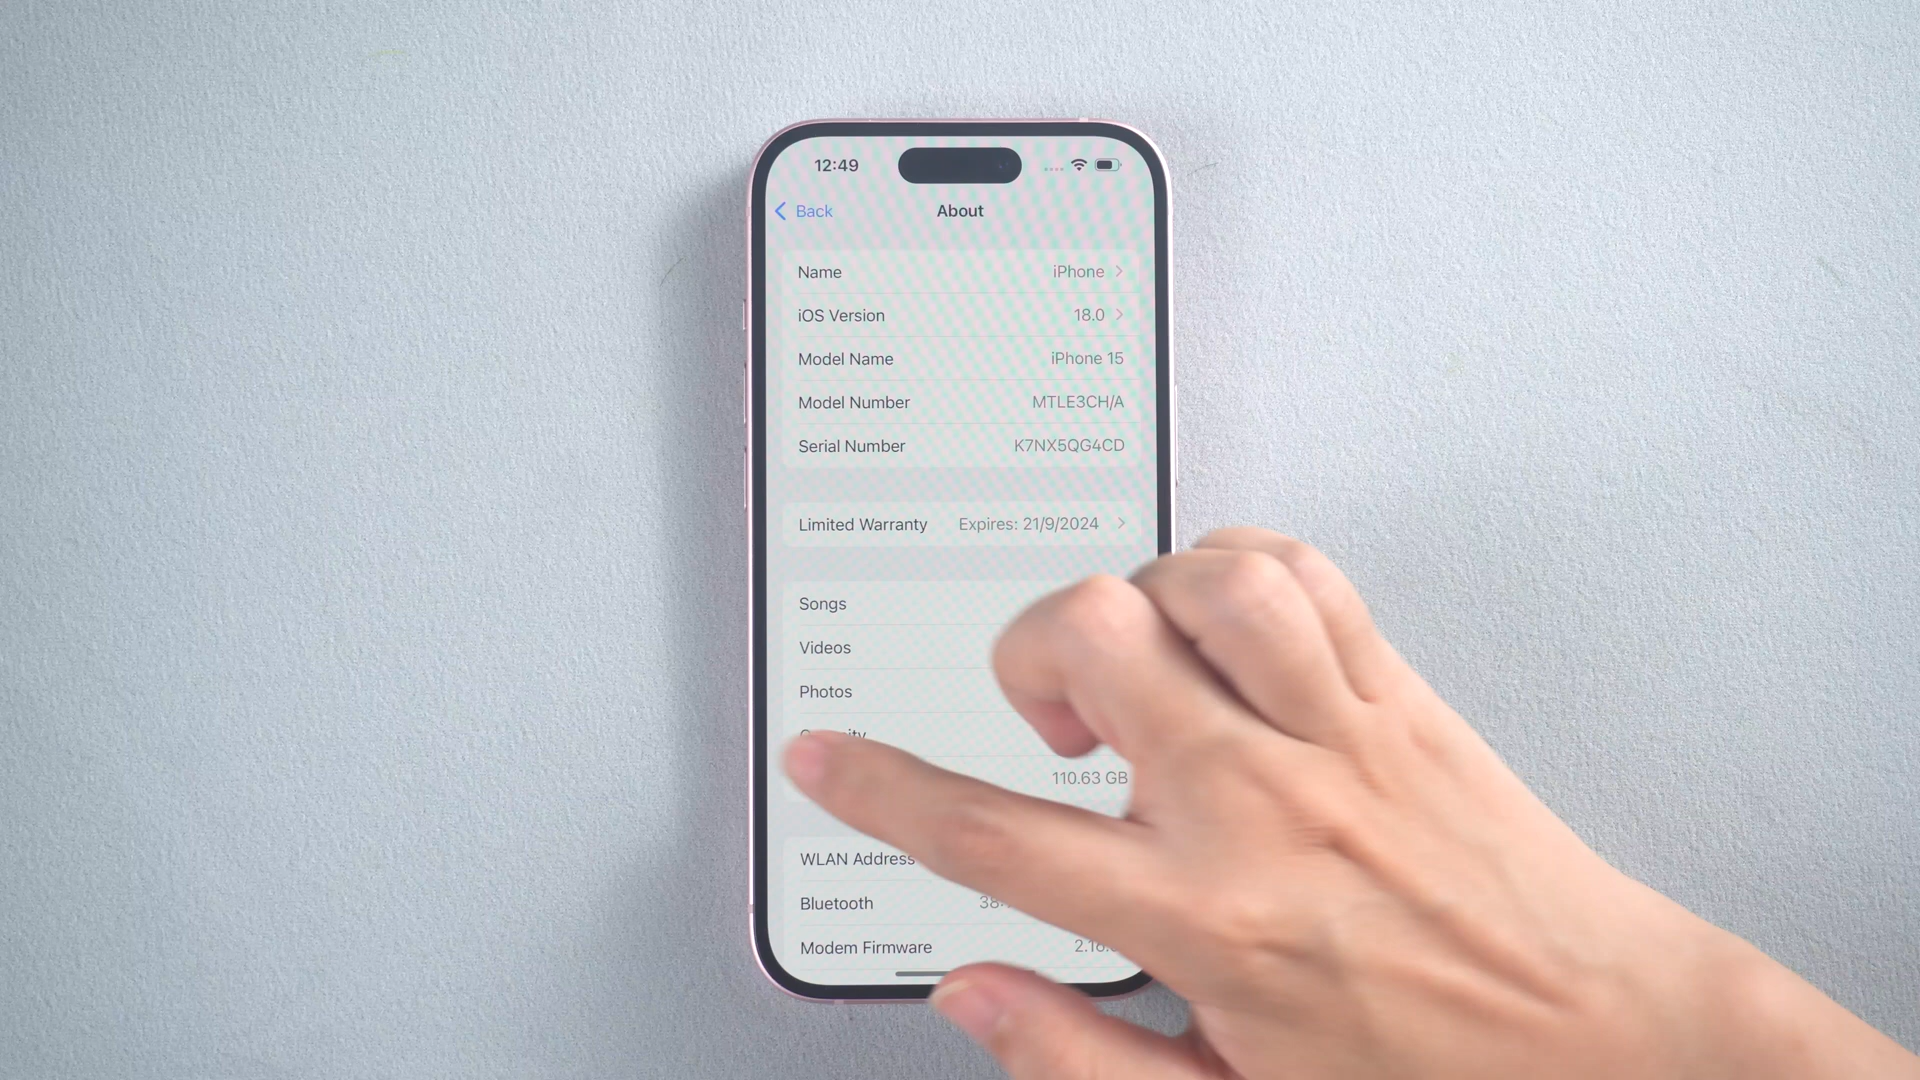 12:49
Back
About
Name iPhone
iOS Version 18.0
Model Name iPhone 15
Model Number MTLE3CH/A
Serial Number K7NX5QG4CD
Limited Warranty Expires: 21/9/2024
Songs
Videos
Photos
110.63 GB
WLAN Address
Bluetooth
Modem Firmware